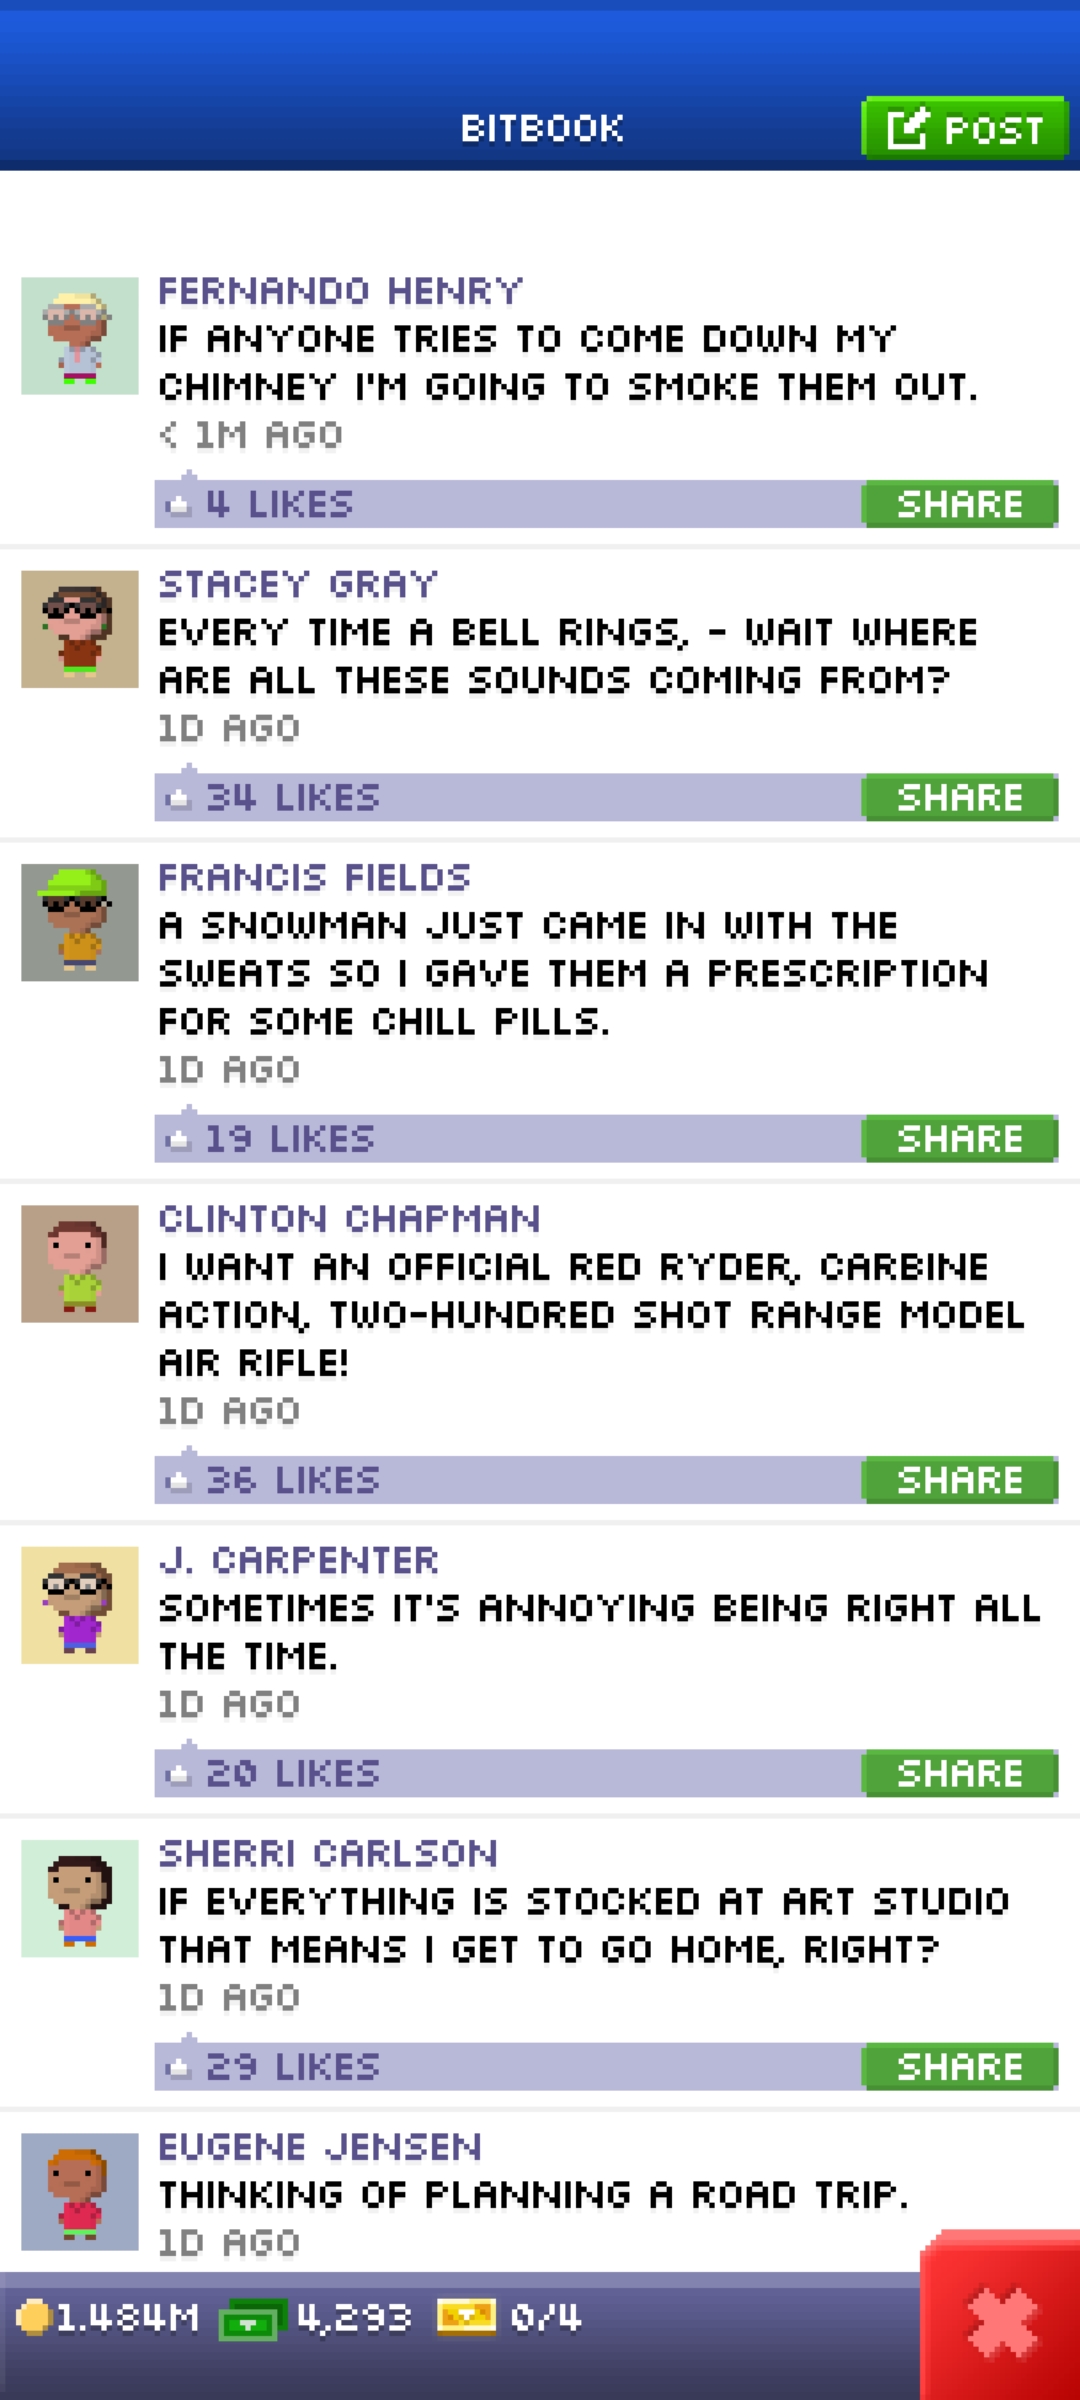 BITBOOK
POST
FERNANDO HENRY
IF ANYONE TRIES TO COME DOWN MY
CHIMNEY I'M GOING TO SMOKE THEM OUT.
< 1M AGO
4 LIKES
SHARE
STACEY GRAY
EVERY TIME A BELL RINGS, - WAIT WHERE
ARE ALL THESE SOUNDS COMING FROM?
1D AGO
34 LIKES
SHARE
FRANCIS FIELDS
A SNOWMAN JUST CAME IN WITH THE
SWEATS SO I GAVE THEM A PRESCRIPTION
FOR SOME CHILL PILLS.
1D AGO
19 LIKES
SHARE
CLINTON CHAPMAN
I WANT AN OFFICIAL RED RYDER, CARBINE
ACTION, TWO-HUNDRED SHOT RANGE MODEL
AIR RIFLE!
1D AGO
36 LIKES
SHARE
J. CARPENTER
SOMETIMES IT'S ANNOYING BEING RIGHT ALL
THE TIME.
1D AGO
20 LIKES
SHARE
SHERRI CARLSON
IF EVERYTHING IS STOCKED AT ART STUDIO
THAT MEANS I GET TO GO HOME, RIGHT?
1D AGO
29 LIKES
SHARE
EUGENE JENSEN
THINKING OF PLANNING A ROAD TRIP.
1D AGO
1.484M 4,293 0/4